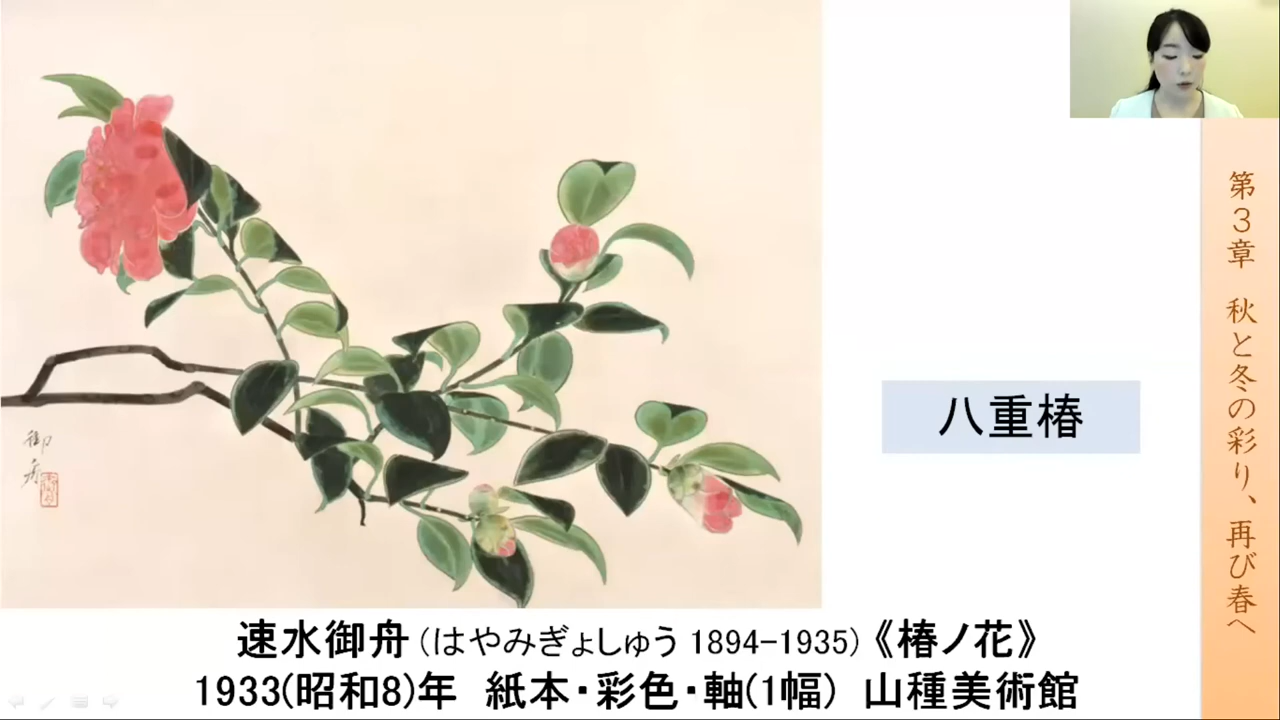 第3章 秋と冬の彩り、再び春へ
八重椿
御舟
速水御舟(はやみぎょしゅう 1894-1935)《椿ノ花》
1933(昭和8)年 紙本・彩色・軸(1幅) 山種美術館